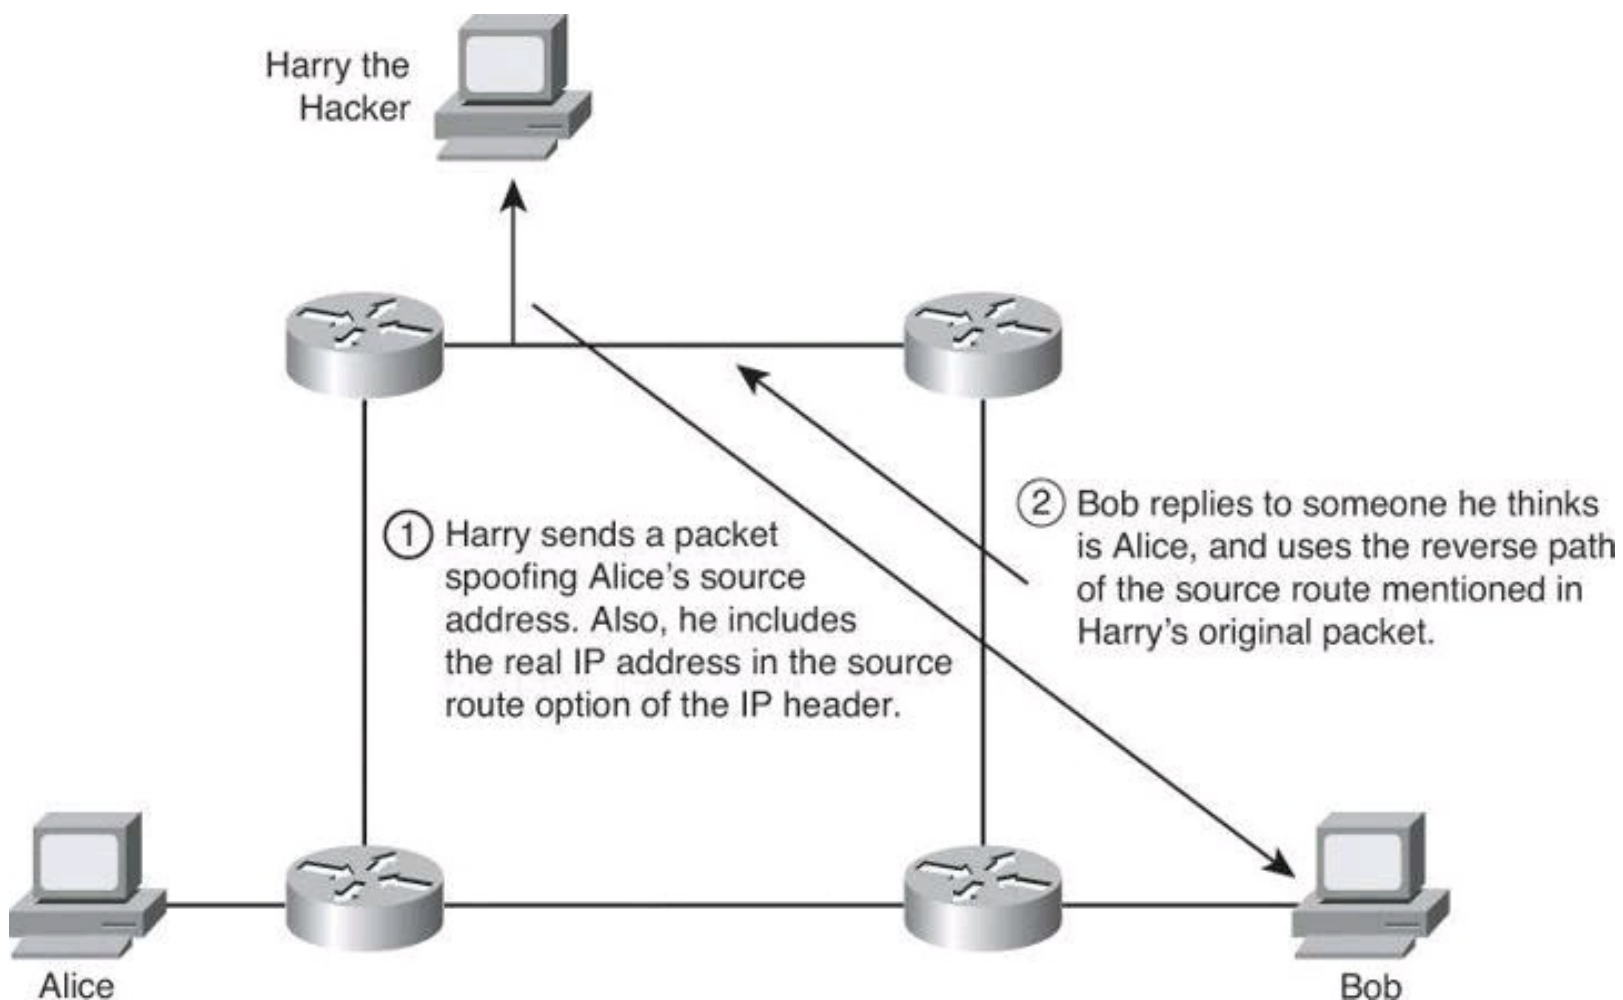 Harry the
Hacker
1 Harry sends a packet
spoofing Alice's source
address. Also, he includes
the real IP address in the source
route option of the IP header.
2 Bob replies to someone he thinks
is Alice, and uses the reverse path
of the source route mentioned in
Harry's original packet.
Alice
Bob